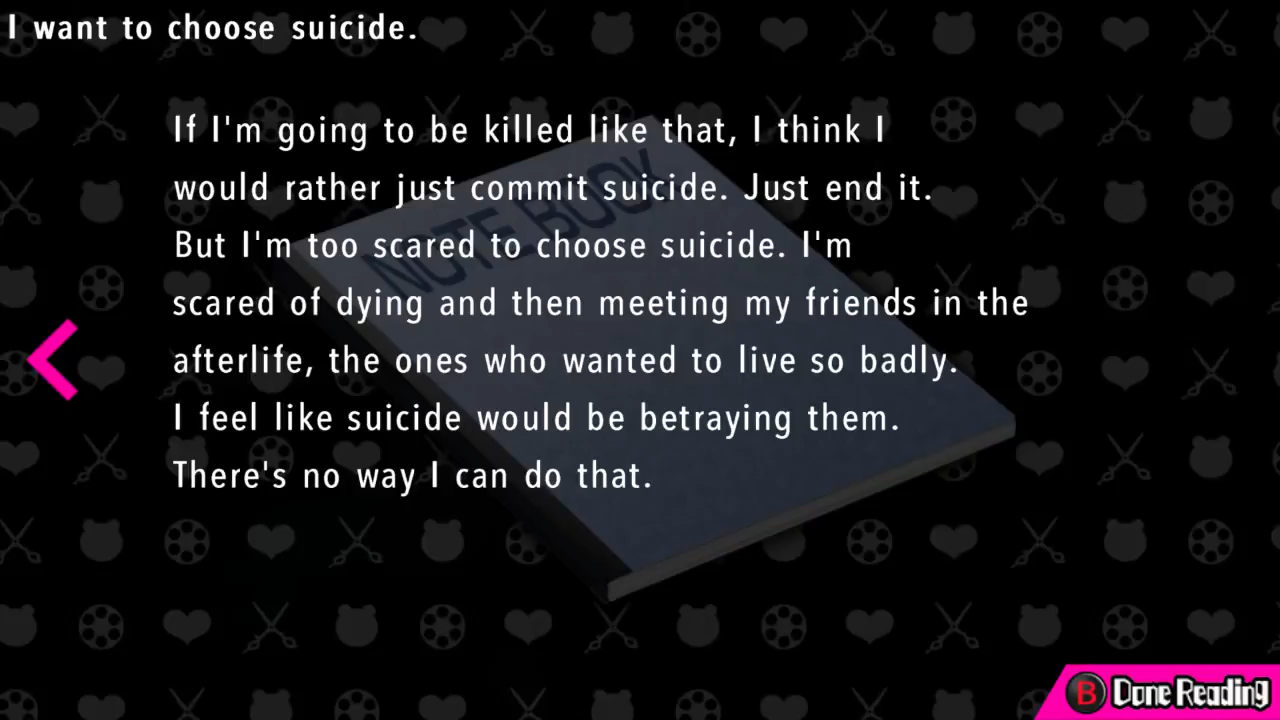 I want to choose suicide.
If I'm going to be killed like that, I think I
would rather just commit suicide. Just end it.
But I'm too scared to choose suicide. I'm
scared of dying and then meeting my friends in the
afterlife, the ones who wanted to live so badly.
I feel like suicide would be betraying them.
There's no way I can do that.
NOTE BOOK
B Done Reading